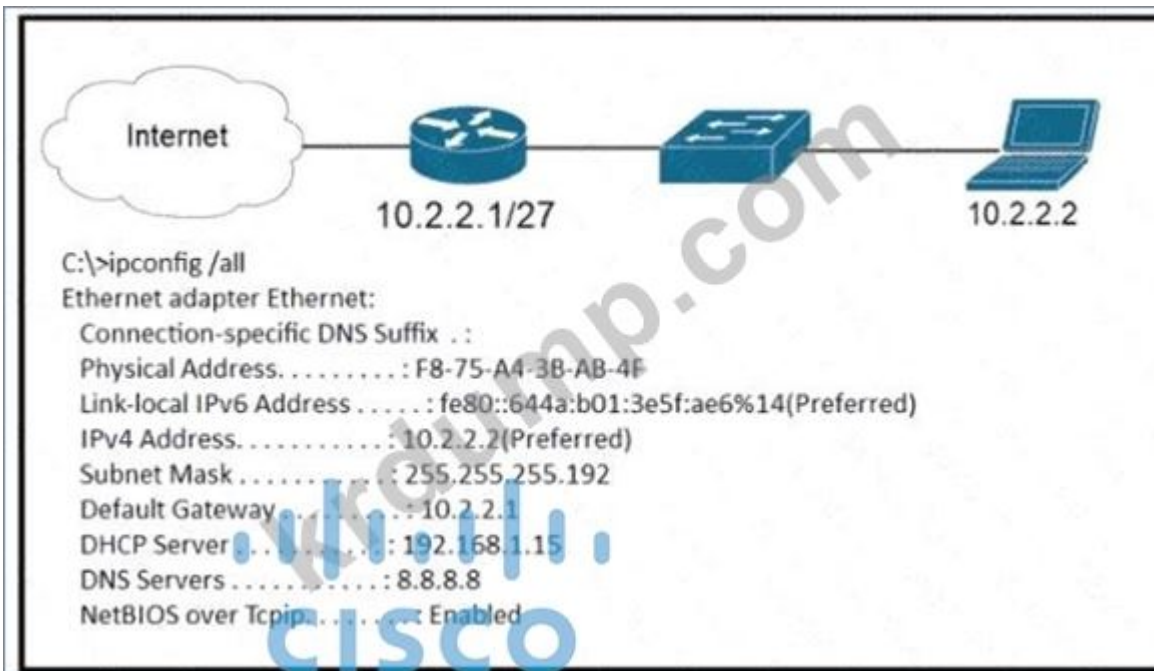 Internet
10.2.2.1/27
10.2.2.2
C:\>ipconfig /all
Ethernet adapter Ethernet:
Connection-specific DNS Suffix . :
Physical Address. . . . . . . . . : F8-75-A4-3B-AB-4F
Link-local IPv6 Address . . . . . : fe80::644a:b01:3e5f:ae6%14(Preferred)
IPv4 Address. . . . . . . . . . . : 10.2.2.2(Preferred)
Subnet Mask . . . . . . . . . . . : 255.255.255.192
Default Gateway . . . . . . . . . : 10.2.2.1
DHCP Server . . . . . . . . . . . : 192.168.1.15
DNS Servers . . . . . . . . . . . : 8.8.8.8
NetBIOS over Tcpip. . . . . . . . : Enabled
krdump.com
CISCO